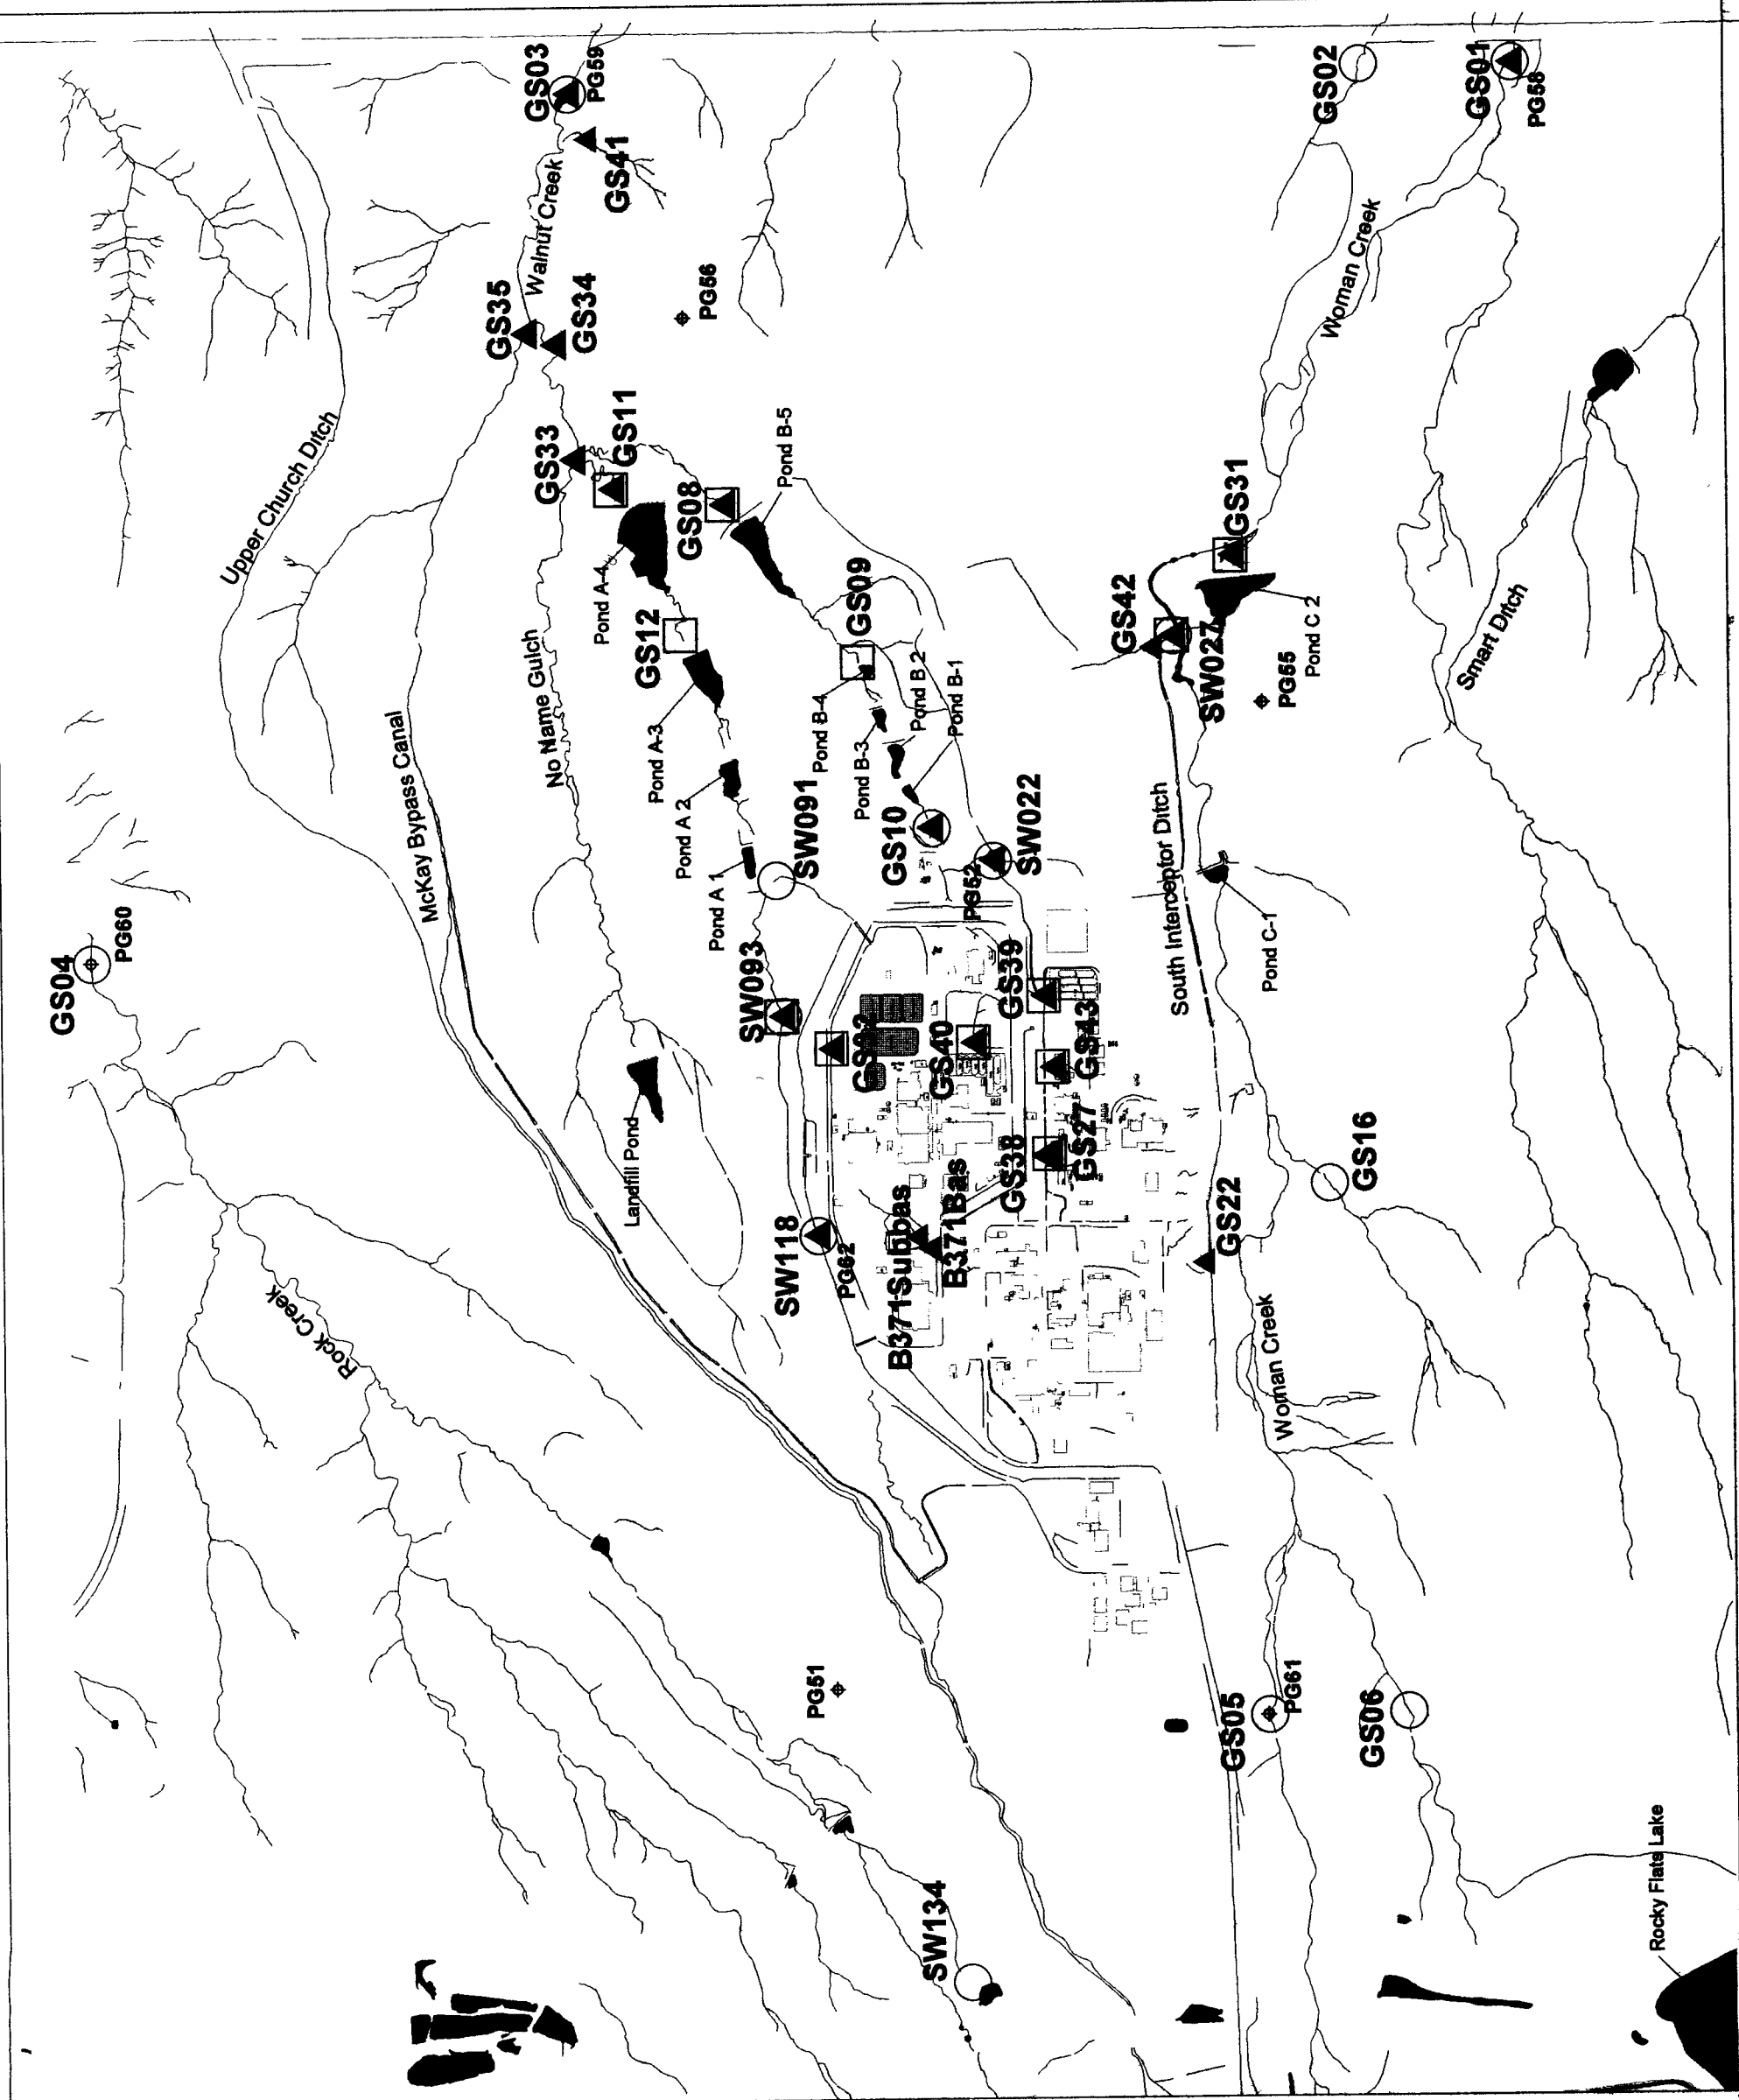 GS04
PG60
GS03
PG59
GS41
Walnut Creek
GS35
GS34
PG56
GS02
GS01
PG58
Woman Creek
Upper Church Ditch
GS33
GS11
Pond A-4
GS08
Pond B-5
GS12
GS09
GS42
GS31
SW027
PG55
Pond C 2
Smart Ditch
McKay Bypass Canal
No Name Gulch
Pond A-3
Pond A 2
Pond A 1
Pond B-4
Pond B-3
Pond B 2
Pond B-1
SW091
GS10
SW022
PG52
South Interceptor Ditch
Pond C-1
SW093
GS40
GS39
GS43
Landfill Pond
SW118
PG62
B371Subbas
B371Bas
GS38
GS27
GS22
GS16
Woman Creek
Rock Creek
PG51
GS05
PG61
GS06
SW134
Rocky Flats Lake